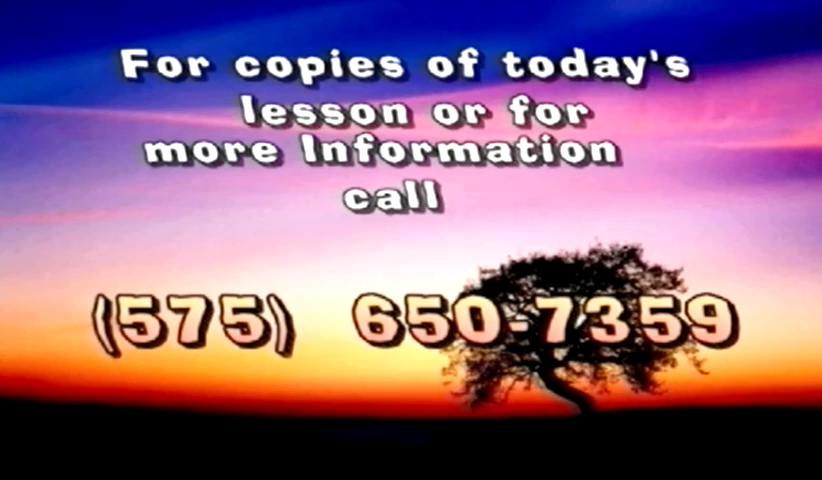 For copies of today's
lesson or for
more Information
call
(575) 650-7359